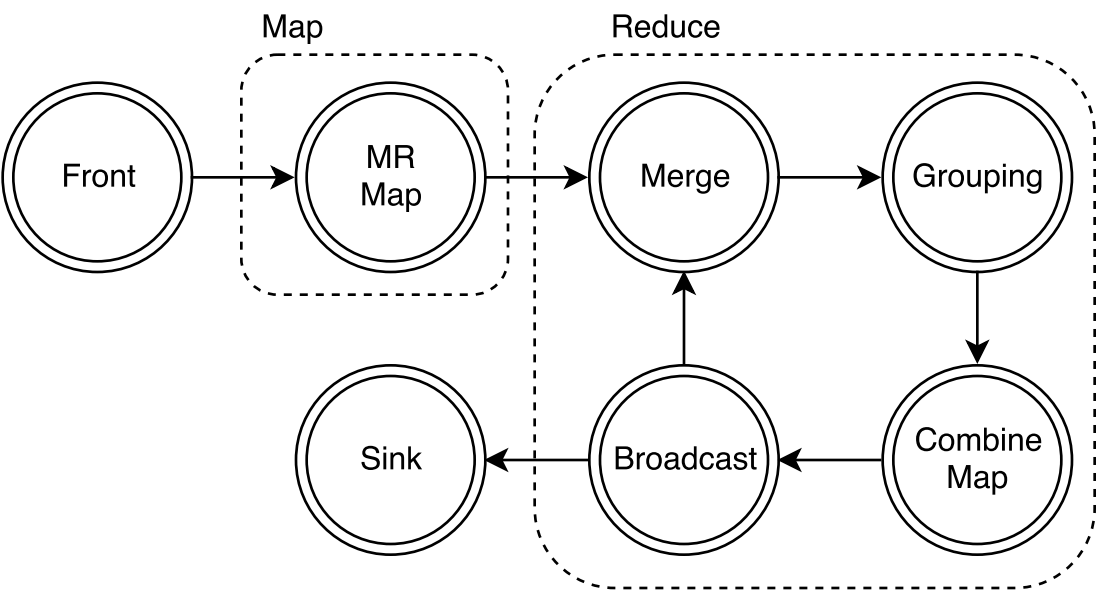 Map
Reduce
Front
MR
Map
Merge
Grouping
Sink
Broadcast
Combine
Map